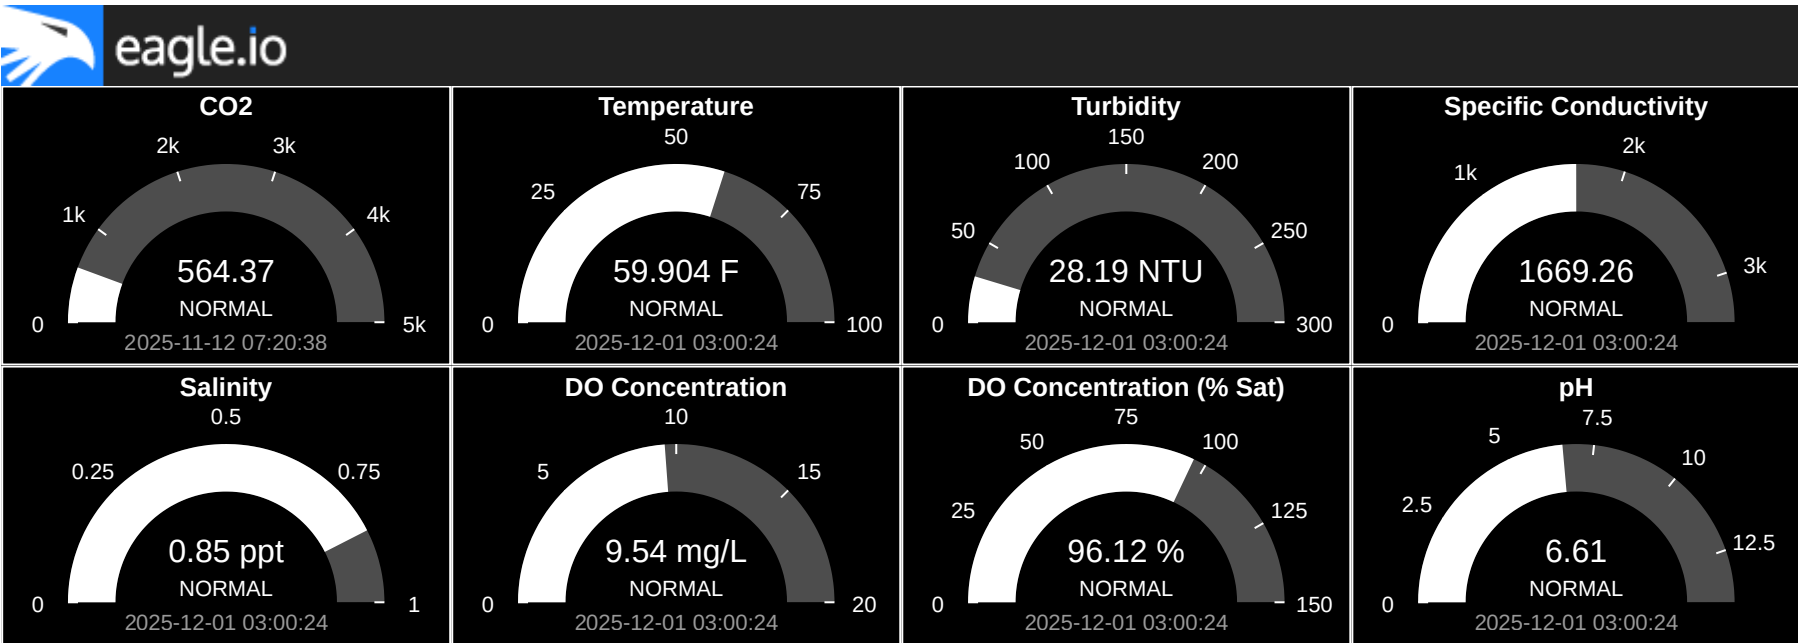 eagle.io
CO2
0
1k
2k
3k
4k
5k
564.37
NORMAL
2025-11-12 07:20:38
Temperature
0
25
50
75
100
59.904 F
NORMAL
2025-12-01 03:00:24
Turbidity
0
50
100
150
200
250
300
28.19 NTU
NORMAL
2025-12-01 03:00:24
Specific Conductivity
0
1k
2k
3k
1669.26
NORMAL
2025-12-01 03:00:24
Salinity
0
0.25
0.5
0.75
1
0.85 ppt
NORMAL
2025-12-01 03:00:24
DO Concentration
0
5
10
15
20
9.54 mg/L
NORMAL
2025-12-01 03:00:24
DO Concentration (% Sat)
0
25
50
75
100
125
150
96.12 %
NORMAL
2025-12-01 03:00:24
pH
0
2.5
5
7.5
10
12.5
6.61
NORMAL
2025-12-01 03:00:24